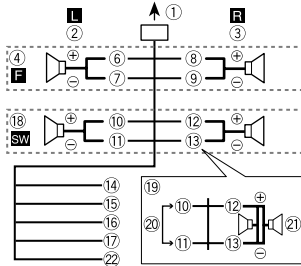 L ① R
② ③
④ ⊕ ⑥ ⑧ ⊕
F ⊖ ⑦ ⑨ ⊖
⑱ ⊕ ⑩ ⑫ ⊕
SW ⊖ ⑪ ⑬ ⊖
⑭
⑮
⑯
⑰
㉒
⑲
⑩ ⑫ ⊕
⑳ ㉑
⑪ ⑬ ⊖